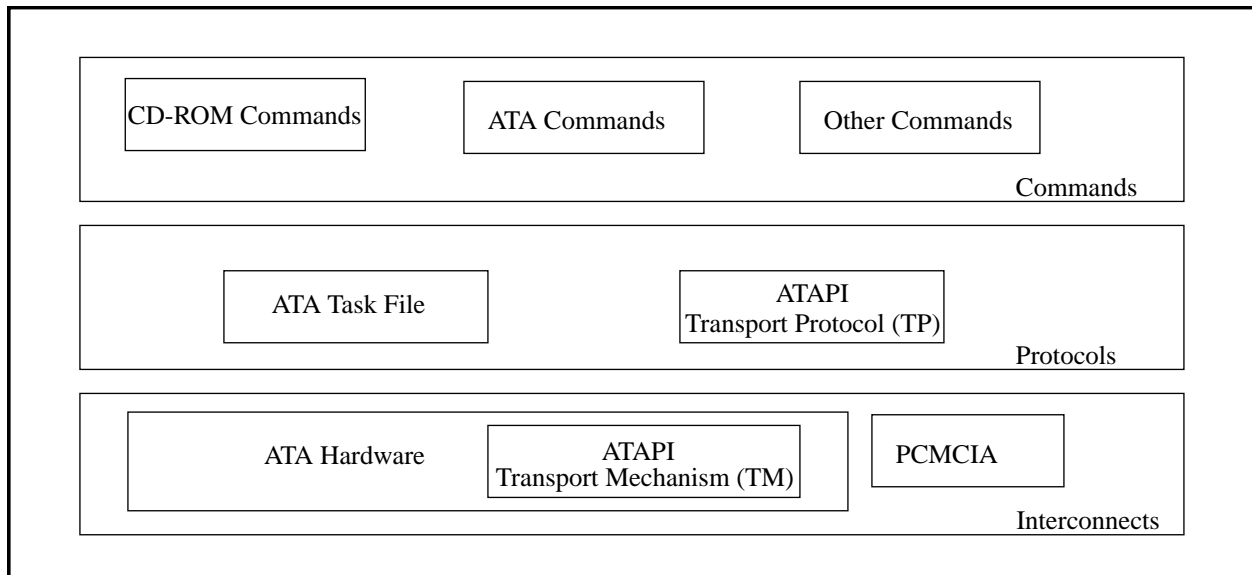 CD-ROM Commands
ATA Commands
Other Commands
Commands
ATA Task File
ATAPI
Transport Protocol (TP)
Protocols
ATA Hardware
ATAPI
Transport Mechanism (TM)
PCMCIA
Interconnects